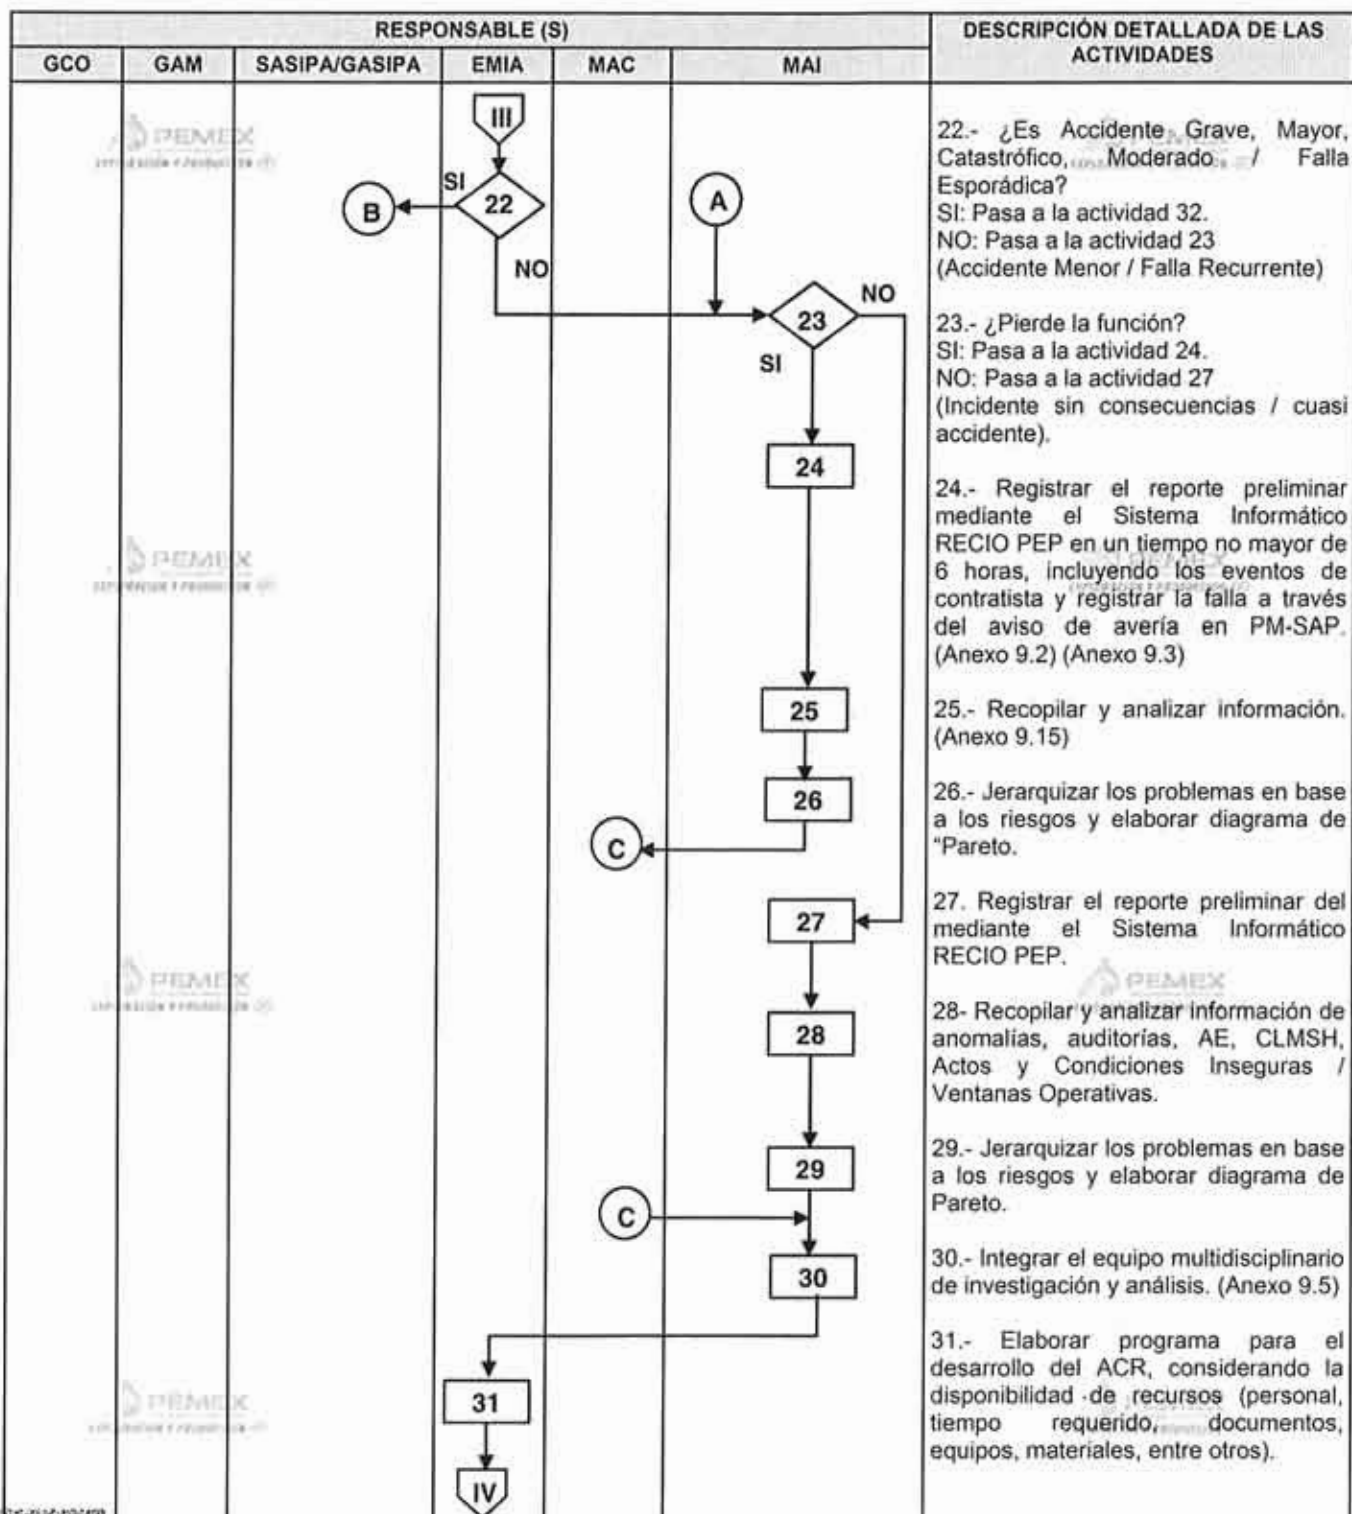 RESPONSABLE (S)
DESCRIPCIÓN DETALLADA DE LAS
ACTIVIDADES
GCO GAM SASIPA/GASIPA EMIA MAC MAI
III
SI
22
B
A
NO
23
NO
SI
24
25
26
C
27
28
29
C
30
31
IV
22.- ¿Es Accidente Grave, Mayor,
Catastrófico, Moderado / Falla
Esporádica?
SI: Pasa a la actividad 32.
NO: Pasa a la actividad 23
(Accidente Menor / Falla Recurrente)
23.- ¿Pierde la función?
SI: Pasa a la actividad 24.
NO: Pasa a la actividad 27
(Incidente sin consecuencias / cuasi
accidente).
24.- Registrar el reporte preliminar
mediante el Sistema Informático
RECIO PEP en un tiempo no mayor de
6 horas, incluyendo los eventos de
contratista y registrar la falla a través
del aviso de avería en PM-SAP.
(Anexo 9.2) (Anexo 9.3)
25.- Recopilar y analizar información.
(Anexo 9.15)
26.- Jerarquizar los problemas en base
a los riesgos y elaborar diagrama de
“Pareto.
27. Registrar el reporte preliminar del
mediante el Sistema Informático
RECIO PEP.
28- Recopilar y analizar información de
anomalías, auditorías, AE, CLMSH,
Actos y Condiciones Inseguras /
Ventanas Operativas.
29.- Jerarquizar los problemas en base
a los riesgos y elaborar diagrama de
Pareto.
30.- Integrar el equipo multidisciplinario
de investigación y análisis. (Anexo 9.5)
31.- Elaborar programa para el
desarrollo del ACR, considerando la
disponibilidad de recursos (personal,
tiempo requerido, documentos,
equipos, materiales, entre otros).
PEMEX
PEMEX
PEMEX
PEMEX
PEMEX